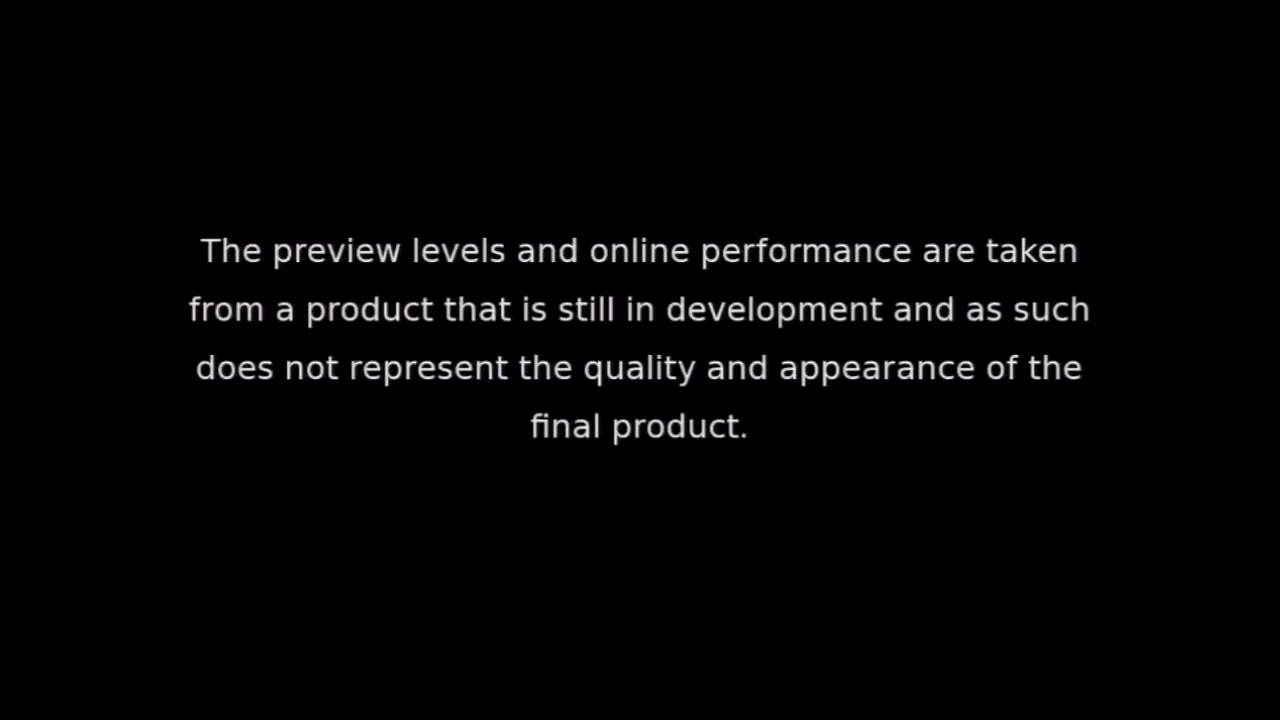 The preview levels and online performance are taken
from a product that is still in development and as such
does not represent the quality and appearance of the
final product.